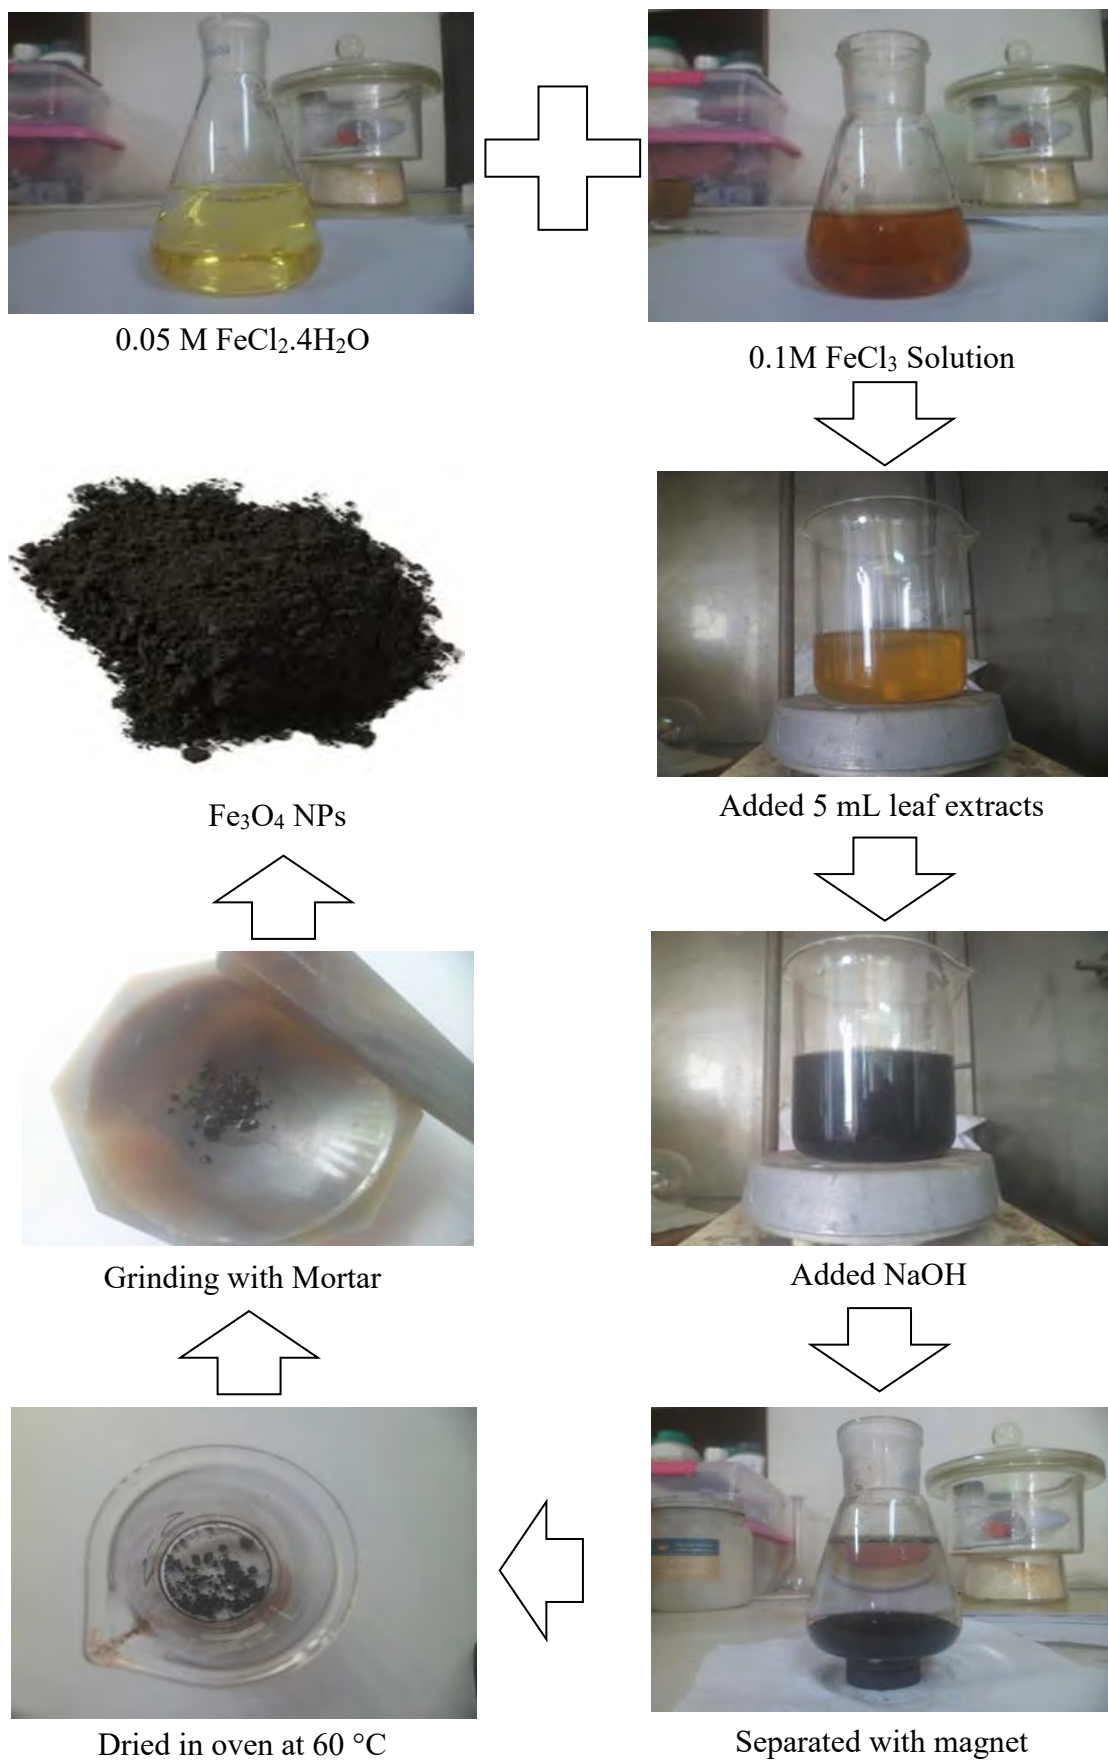 0.05 M FeCl₂.4H₂O
0.1M FeCl₃ Solution
Added 5 mL leaf extracts
Added NaOH
Separated with magnet
Dried in oven at 60 °C
Grinding with Mortar
Fe₃O₄ NPs